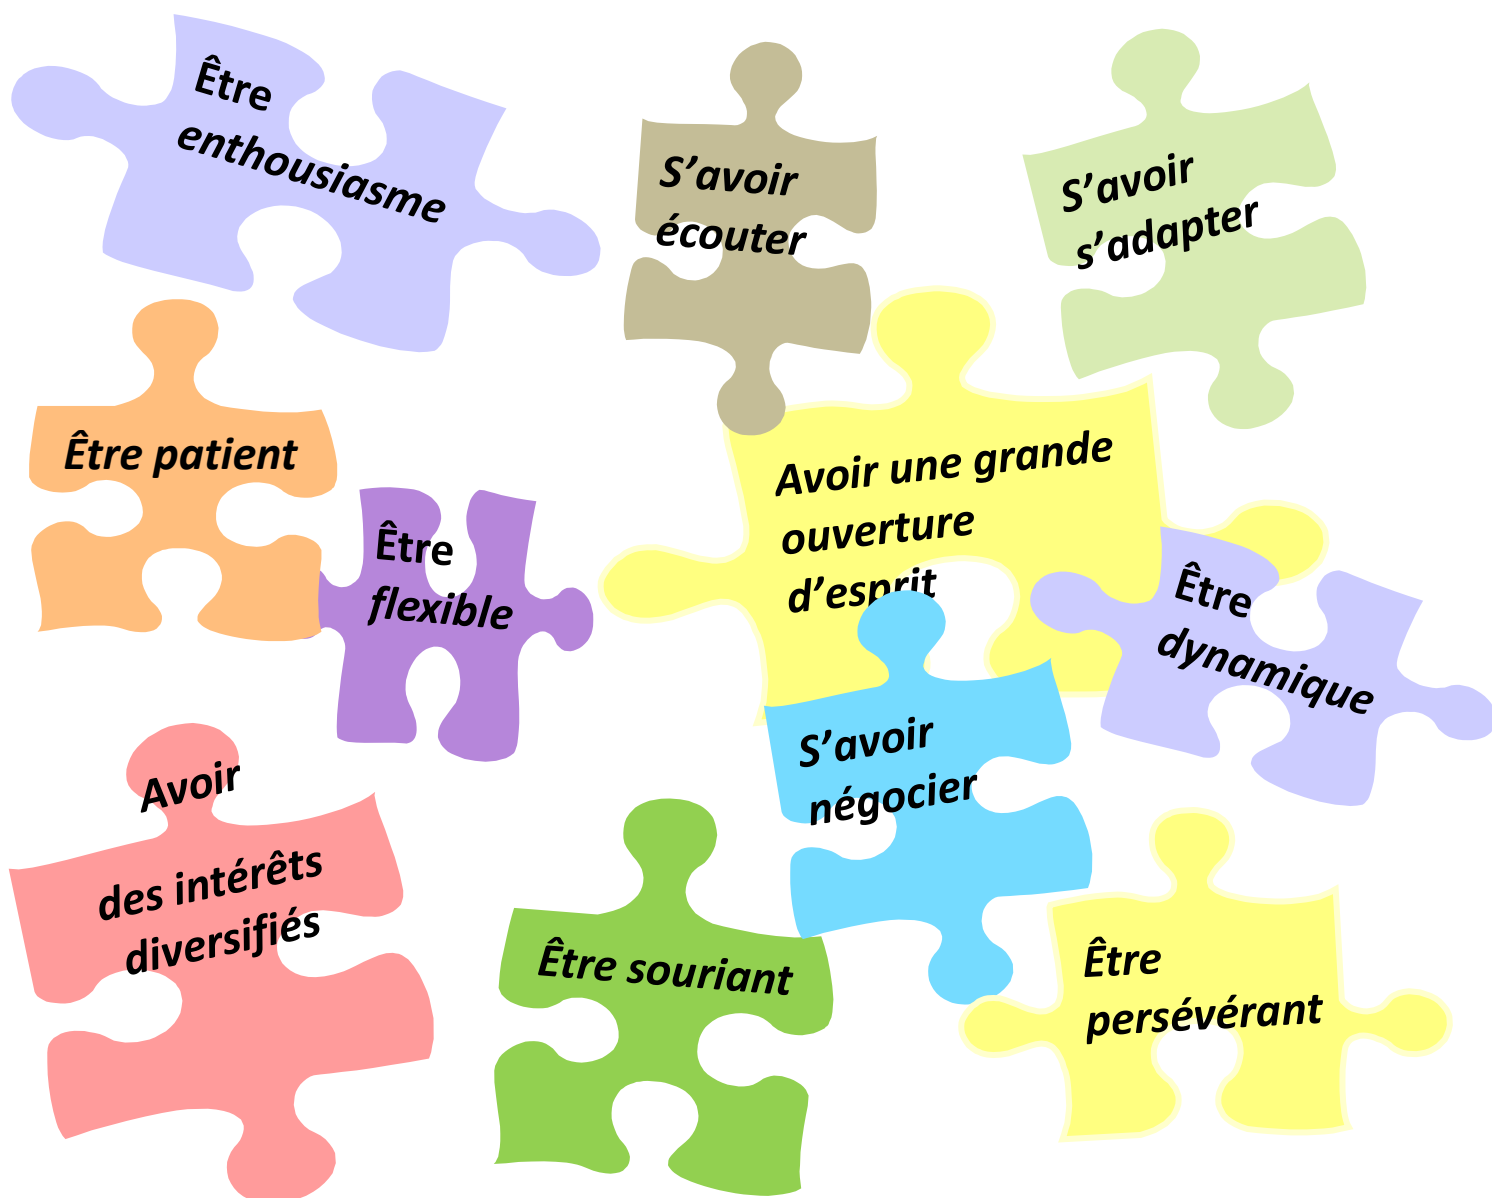 Être
enthousiasme
S'avoir
écouter
S'avoir
s'adapter
Être patient
Être
flexible
Avoir une grande
ouverture
d'esprit
Être
dynamique
S'avoir
négocier
Avoir
des intérêts
diversifiés
Être souriant
Être
persévérant